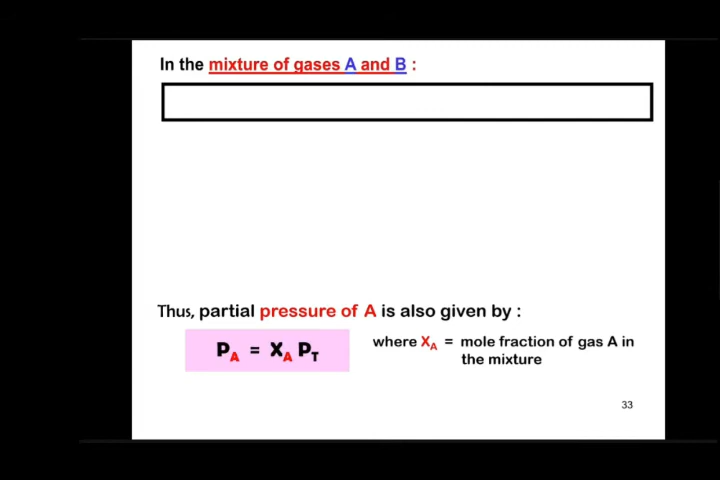 In the mixture of gases A and B :
Thus, partial pressure of A is also given by :
PA = XA PT
where XA = mole fraction of gas A in
the mixture
33